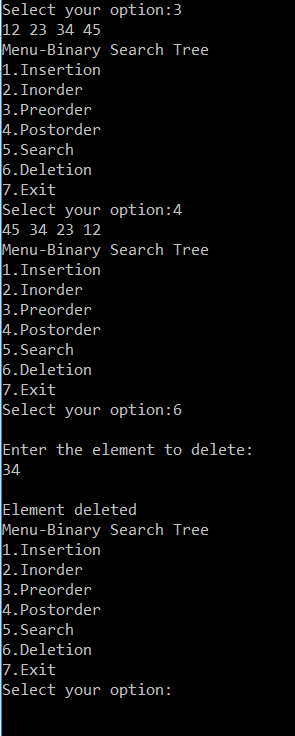 Select your option:3
12 23 34 45
Menu-Binary Search Tree
1.Insertion
2.Inorder
3.Preorder
4.Postorder
5.Search
6.Deletion
7.Exit
Select your option:4
45 34 23 12
Menu-Binary Search Tree
1.Insertion
2.Inorder
3.Preorder
4.Postorder
5.Search
6.Deletion
7.Exit
Select your option:6
Enter the element to delete:
34
Element deleted
Menu-Binary Search Tree
1.Insertion
2.Inorder
3.Preorder
4.Postorder
5.Search
6.Deletion
7.Exit
Select your option: